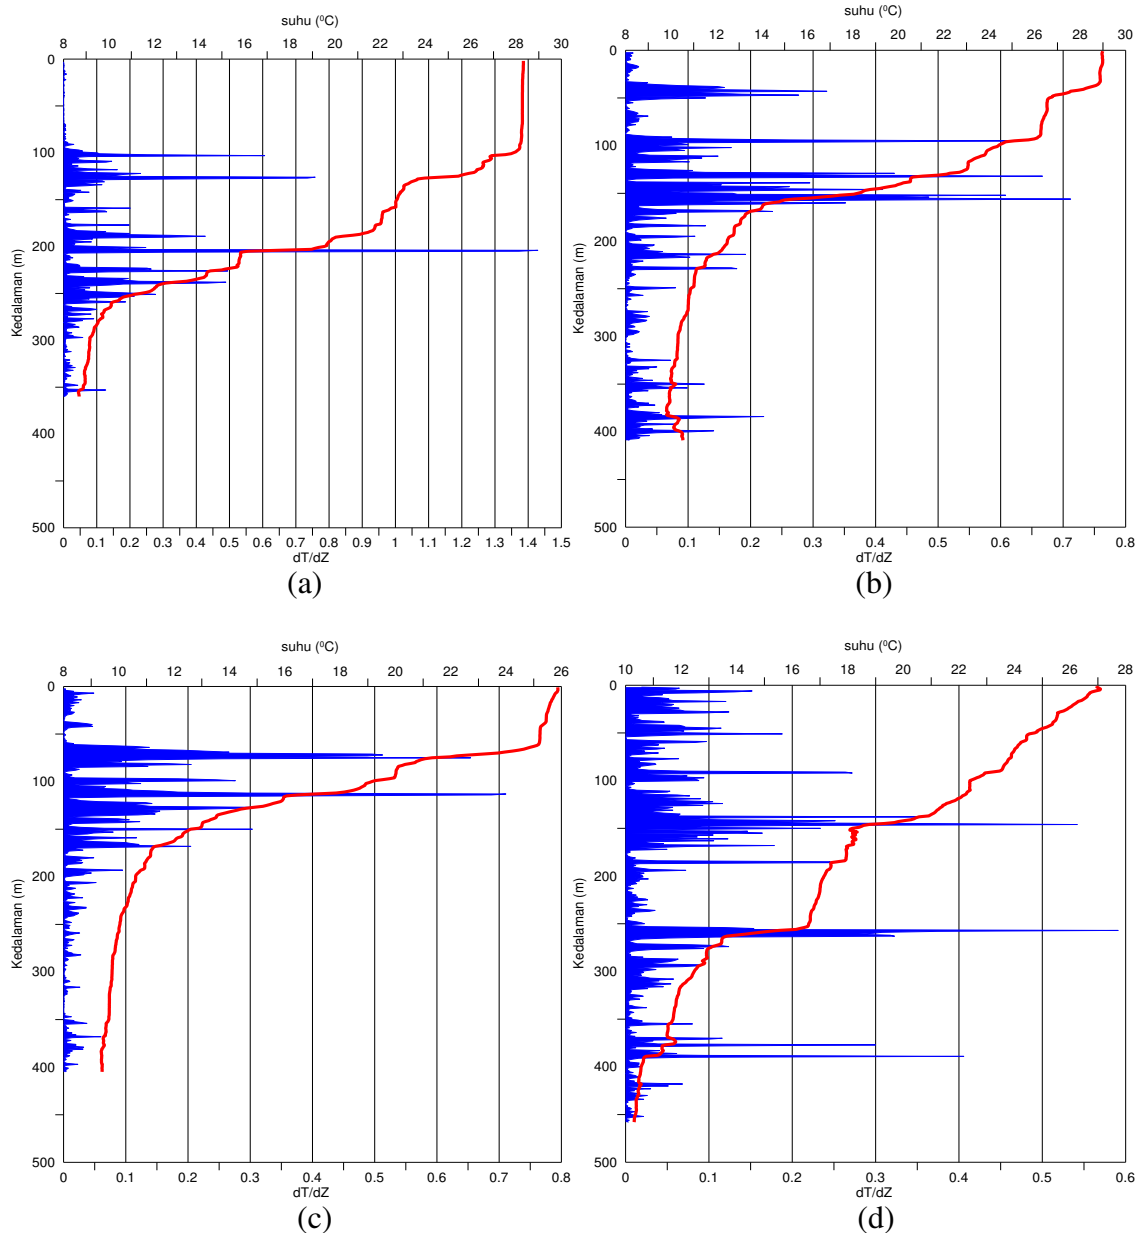 suhu (⁰C)
8 10 12 14 16 18 20 22 24 26 28 30
0
100
200
300
400
500
Kedalaman (m)
0 0.1 0.2 0.3 0.4 0.5 0.6 0.7 0.8 0.9 1 1.1 1.2 1.3 1.4 1.5
dT/dZ
(a)
suhu (⁰C)
8 10 12 14 16 18 20 22 24 26 28 30
0
100
200
300
400
500
Kedalaman (m)
0 0.1 0.2 0.3 0.4 0.5 0.6 0.7 0.8
dT/dZ
(b)
suhu (⁰C)
8 10 12 14 16 18 20 22 24 26
0
100
200
300
400
500
Kedalaman (m)
0 0.1 0.2 0.3 0.4 0.5 0.6 0.7 0.8
dT/dZ
(c)
suhu (⁰C)
10 12 14 16 18 20 22 24 26 28
0
100
200
300
400
500
Kedalaman (m)
0 0.1 0.2 0.3 0.4 0.5 0.6
dT/dZ
(d)